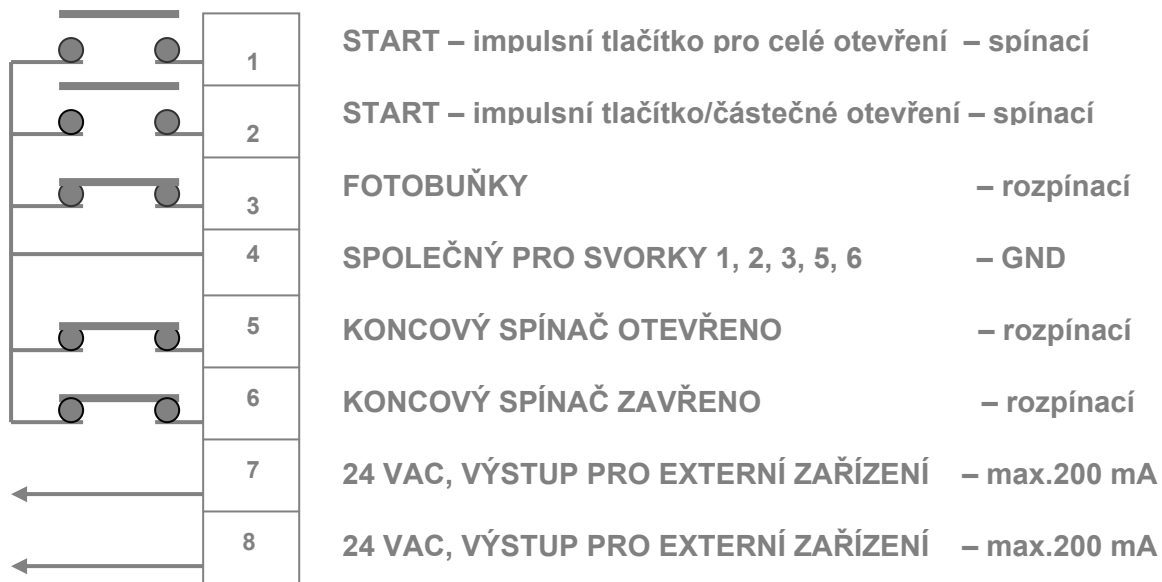 1 START – impulsní tlačítko pro celé otevření – spínací
2 START – impulsní tlačítko/částečné otevření – spínací
3 FOTOBUŇKY – rozpínací
4 SPOLEČNÝ PRO SVORKY 1, 2, 3, 5, 6 – GND
5 KONCOVÝ SPÍNAČ OTEVŘENO – rozpínací
6 KONCOVÝ SPÍNAČ ZAVŘENO – rozpínací
7 24 VAC, VÝSTUP PRO EXTERNÍ ZAŘÍZENÍ – max.200 mA
8 24 VAC, VÝSTUP PRO EXTERNÍ ZAŘÍZENÍ – max.200 mA